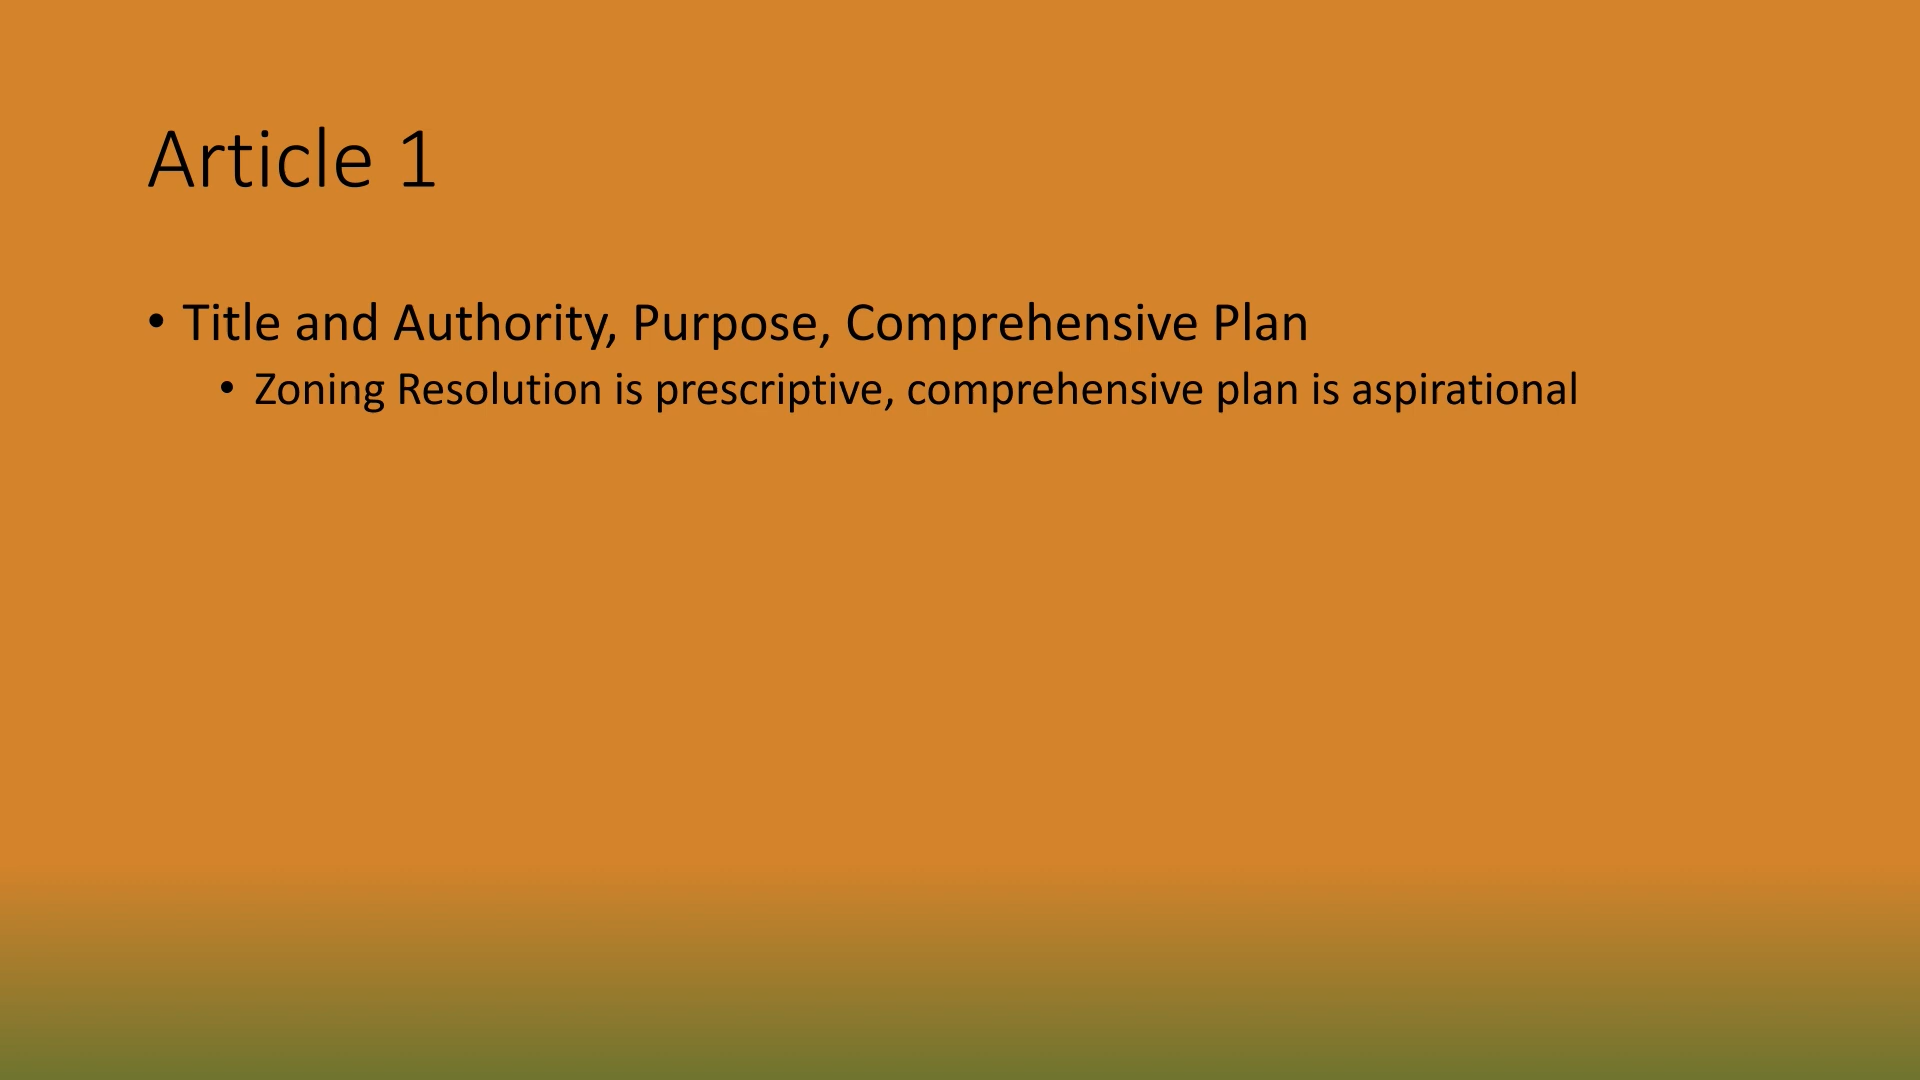 Article 1
• Title and Authority, Purpose, Comprehensive Plan
• Zoning Resolution is prescriptive, comprehensive plan is aspirational